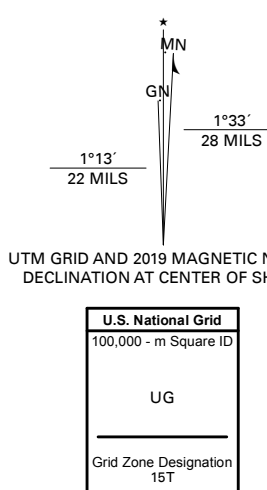 ★
MN
GN
1°33´
28 MILS
1°13´
22 MILS
UTM GRID AND 2019 MAGNETIC
DECLINATION AT CENTER OF
U.S. National Grid
100,000 - m Square ID
UG
Grid Zone Designation
15T